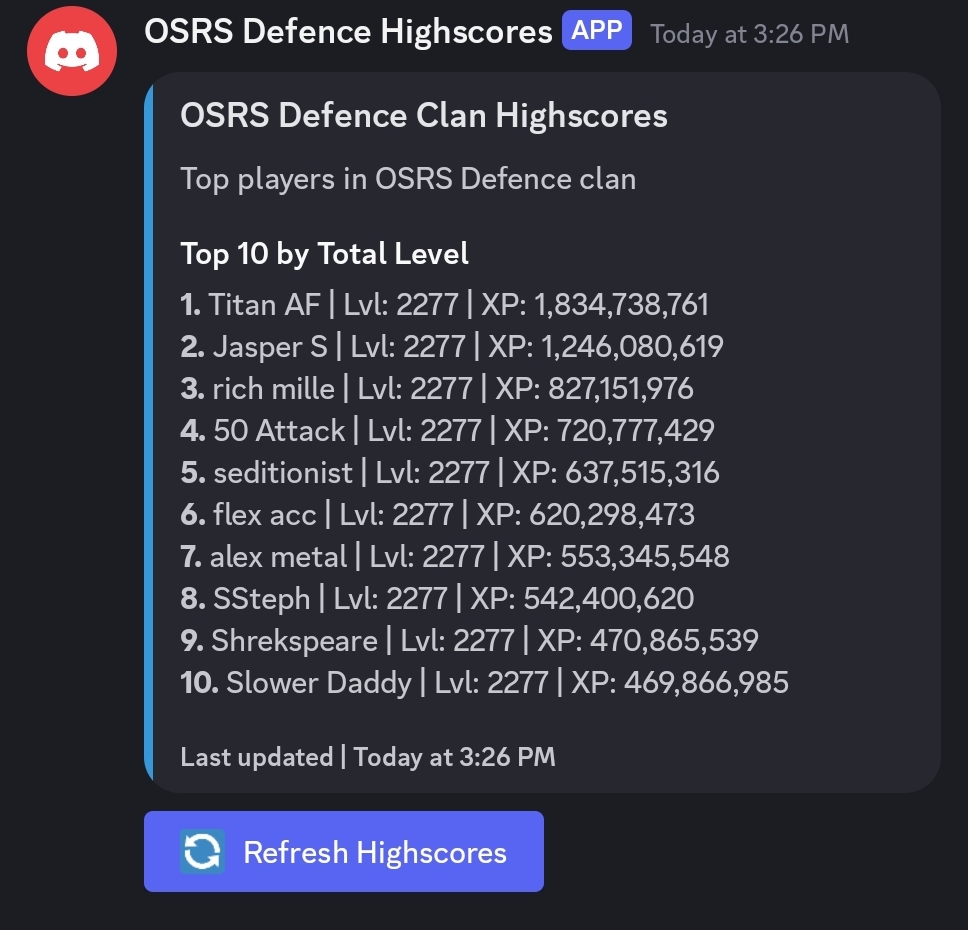 OSRS Defence Highscores APP Today at 3:26 PM
OSRS Defence Clan Highscores
Top players in OSRS Defence clan
Top 10 by Total Level
1. Titan AF | Lvl: 2277 | XP: 1,834,738,761
2. Jasper S | Lvl: 2277 | XP: 1,246,080,619
3. rich mille | Lvl: 2277 | XP: 827,151,976
4. 50 Attack | Lvl: 2277 | XP: 720,777,429
5. seditionist | Lvl: 2277 | XP: 637,515,316
6. flex acc | Lvl: 2277 | XP: 620,298,473
7. alex metal | Lvl: 2277 | XP: 553,345,548
8. SSteph | Lvl: 2277 | XP: 542,400,620
9. Shrekspeare | Lvl: 2277 | XP: 470,865,539
10. Slower Daddy | Lvl: 2277 | XP: 469,866,985
Last updated | Today at 3:26 PM
Refresh Highscores